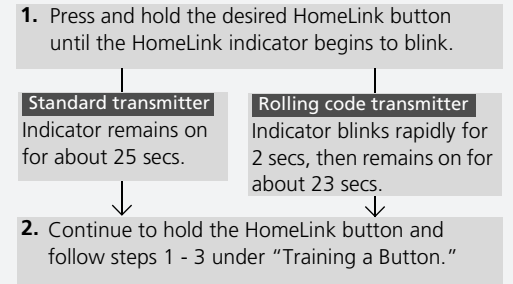 1. Press and hold the desired HomeLink button
until the HomeLink indicator begins to blink.
Standard transmitter
Indicator remains on
for about 25 secs.
Rolling code transmitter
Indicator blinks rapidly for
2 secs, then remains on for
about 23 secs.
2. Continue to hold the HomeLink button and
follow steps 1 - 3 under “Training a Button.”